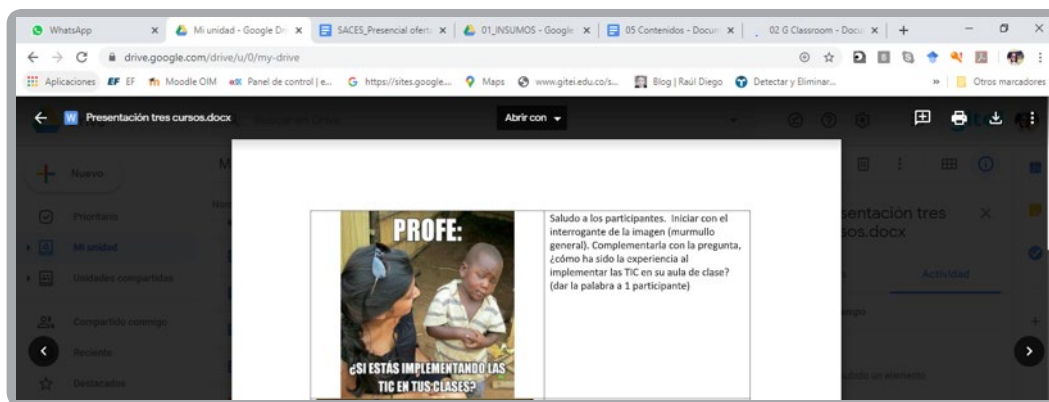 WhatsApp
Mi unidad - Google Dri
SACES_Presencial ofert
01_INSUMOS - Google
05 Contenidos - Docum
02 G Classroom - Docu
drive.google.com/drive/u/0/my-drive
Aplicaciones
EF EF
Moodle OIM
Panel de control | e...
https://sites.google...
Maps
www.gitei.edu.co/s...
Blog | Raúl Diego
Detectar y Eliminar...
»
Otros marcadores
W Presentación tres cursos.docx
Abrir con
Nuevo
Prioritario
Mi unidad
Unidades compartidas
Compartido conmigo
Reciente
Destacados
PROFE:
¿SI ESTÁS IMPLEMENTANDO LAS
TIC EN TUS CLASES?
Saludo a los participantes. Iniciar con el
interrogante de la imagen (murmullo
general). Complementarla con la pregunta,
¿cómo ha sido la experiencia al
implementar las TIC en su aula de clase?
(dar la palabra a 1 participante)
sentación tres
sos.docx
Actividad